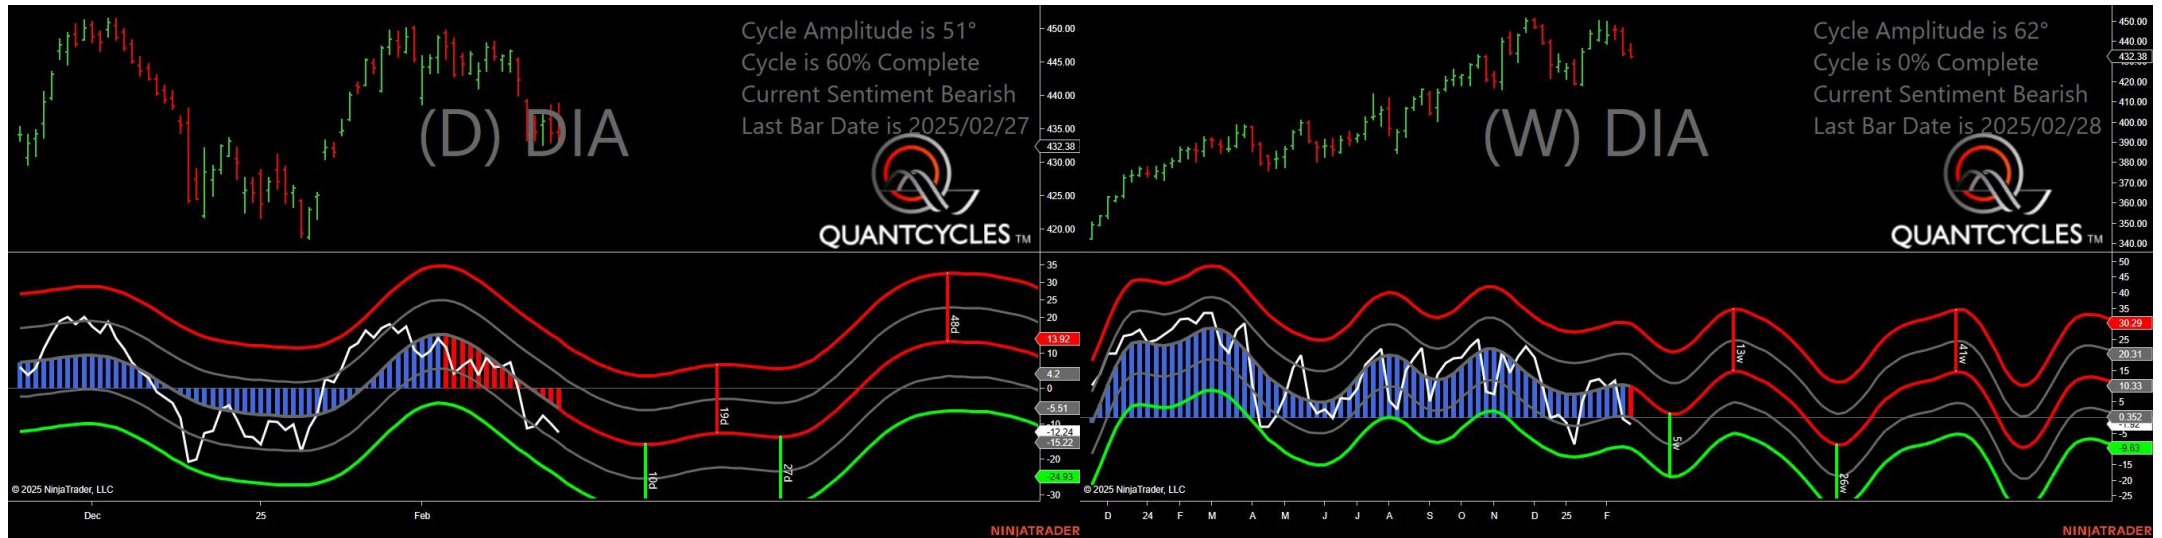 Cycle Amplitude is 51°
Cycle is 60% Complete
Current Sentiment Bearish
Last Bar Date is 2025/02/27
(D) DIA
QUANTCYCLES TM
450.00
445.00
440.00
435.00
432.38
430.00
425.00
420.00
35
30
25
20
13.92
10
4.2
0
-5.51
-10
-12.24
-15.22
-20
-24.93
-30
10d
19d
27d
48d
© 2025 NinjaTrader, LLC
Dec
25
Feb
NINJATRADER
Cycle Amplitude is 62°
Cycle is 0% Complete
Current Sentiment Bearish
Last Bar Date is 2025/02/28
(W) DIA
QUANTCYCLES TM
450.00
440.00
432.38
420.00
410.00
400.00
390.00
380.00
370.00
360.00
350.00
340.00
50
45
40
35
30.29
25
20.31
15
10.33
5
0.352
-1.92
-5
-9.63
-15
-20
-25
5w
13w
26w
41w
© 2025 NinjaTrader, LLC
D 24 F M A M J J A S O N D 25 F
NINJATRADER